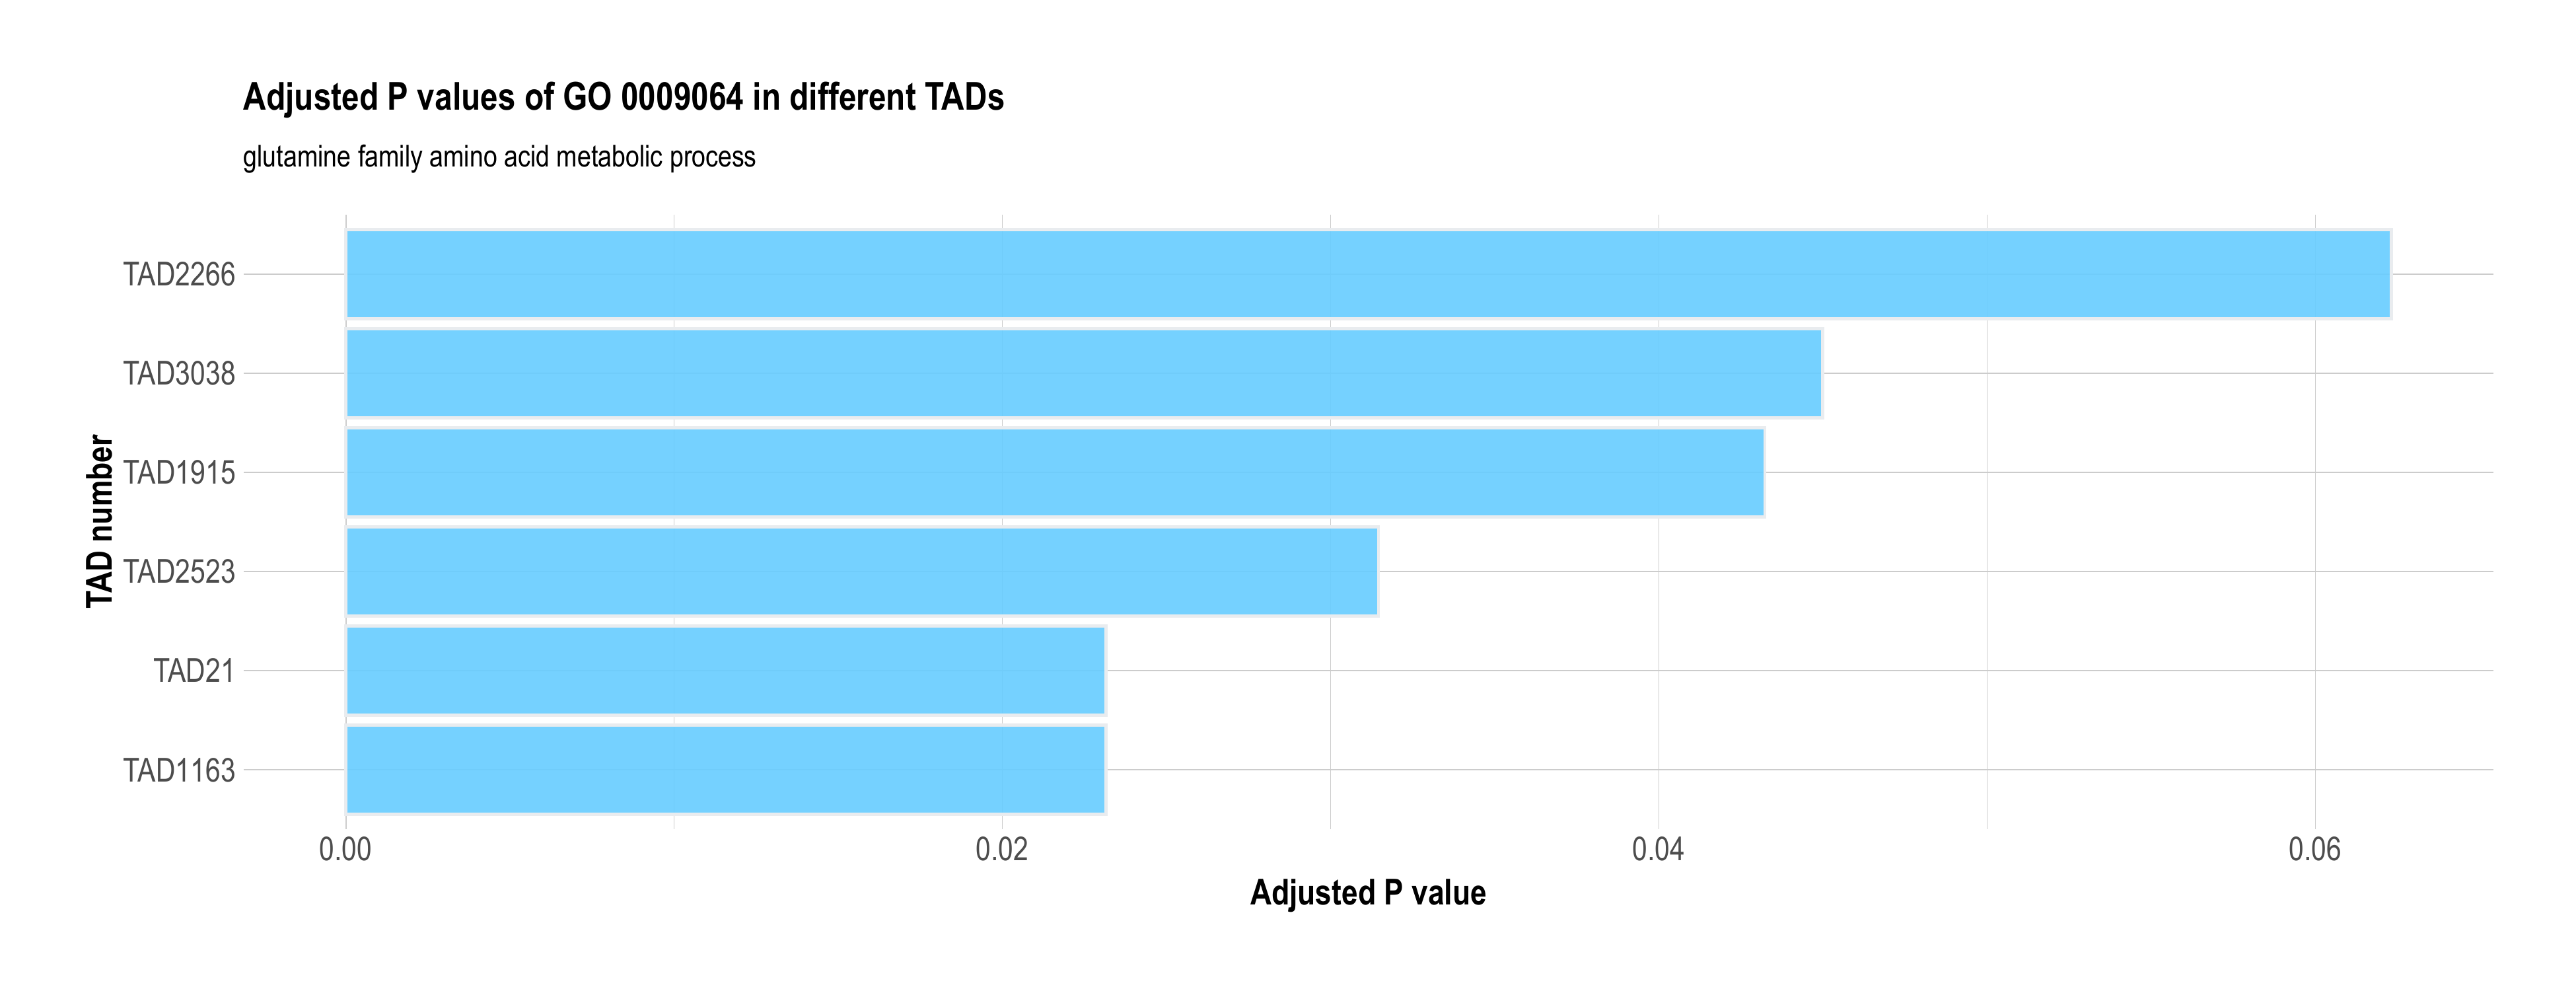 Adjusted P values of GO 0009064 in different TADs
glutamine family amino acid metabolic process
TAD number
TAD2266
TAD3038
TAD1915
TAD2523
TAD21
TAD1163
0.00 0.02 0.04 0.06
Adjusted P value